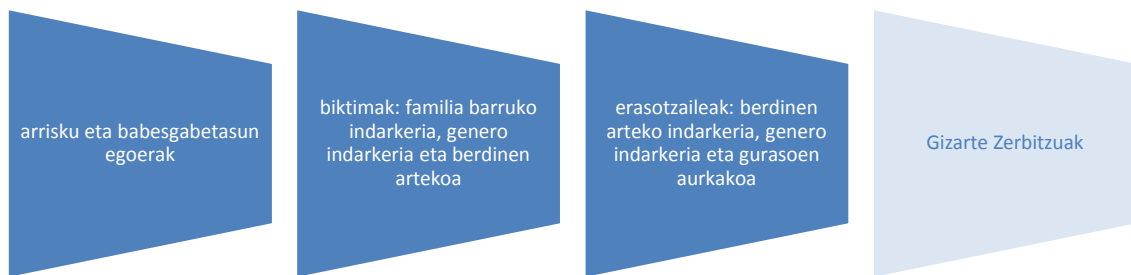 arrisku eta babesgabetasun
egoerak
biktimak: familia barruko
indarkeria, genero
indarkeria eta berdinen
artekoa
erasotzaileak: berdinen
arteko indarkeria, genero
indarkeria eta gurasoen
aurkakoa
Gizarte Zerbitzuak